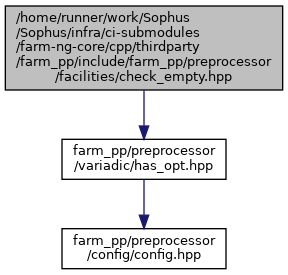 /home/runner/work/Sophus
/Sophus/infra/ci-submodules
/farm-ng-core/cpp/thirdparty
/farm_pp/include/farm_pp/preprocessor
/facilities/check_empty.hpp
farm_pp/preprocessor
/variadic/has_opt.hpp
farm_pp/preprocessor
/config/config.hpp